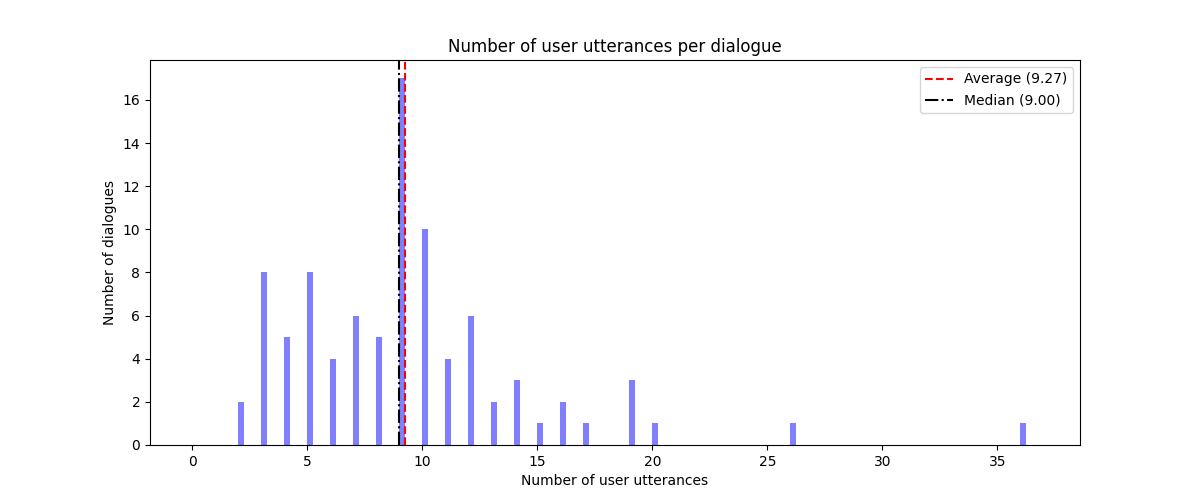 Number of user utterances per dialogue
Average (9.27)
Median (9.00)
Number of dialogues
16
14
12
10
8
6
4
2
0
0 5 10 15 20 25 30 35
Number of user utterances